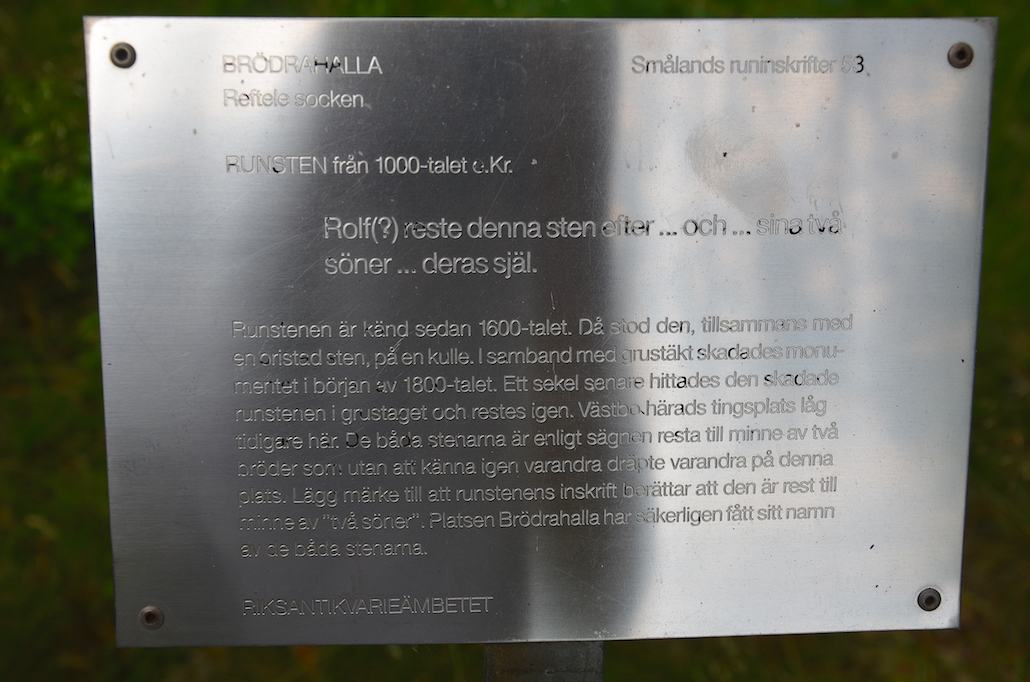 BRÖDRAHALLA
Smålands runinskrifter 53
Reftele socken
RUNSTEN från 1000-talet e.Kr.
Rolf(?) reste denna sten efter ... och ... sina två
söner ... deras själ.
Runstenen är känd sedan 1600-talet. Då stod den, tillsammans med
en oristad sten, på en kulle. I samband med grustäkt skadades monu-
mentet i början av 1800-talet. Ett sekel senare hittades den skadade
runstenen i grustaget och restes igen. Västbo härads tingsplats låg
tidigare här. De båda stenarna är enligt sägnen resta till minne av två
bröder som utan att känna igen varandra dräpte varandra på denna
plats. Lägg märke till att runstenens inskrift berättar att den är rest till
minne av "två söner". Platsen Brödrahalla har säkerligen fått sitt namn
av de båda stenarna.
RIKSANTIKVARIEÄMBETET